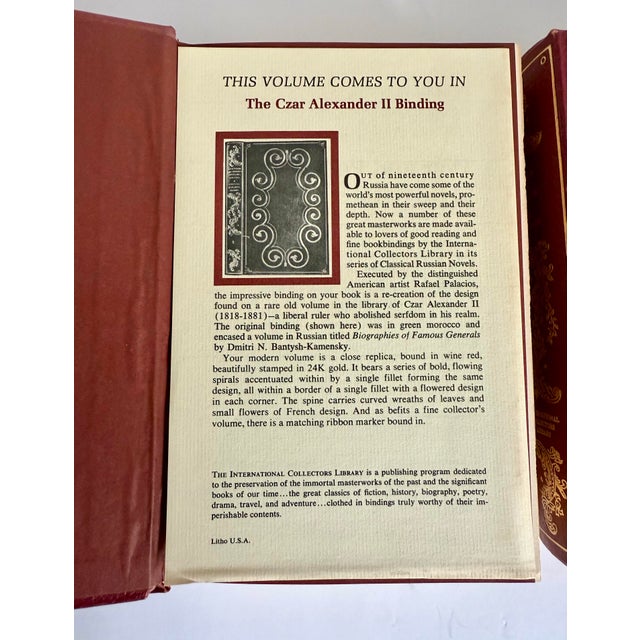 THIS VOLUME COMES TO YOU IN
The Czar Alexander II Binding
OUT of nineteenth century
Russia have come some of the
world's most powerful novels, pro-
methean in their sweep and their
depth. Now a number of these
great masterworks are made avail-
able to lovers of good reading and
fine bookbindings by the Interna-
tional Collectors Library in its
series of Classical Russian Novels.
Executed by the distinguished
American artist Rafael Palacios,
the impressive binding on your book is a re-creation of the design
found on a rare old volume in the library of Czar Alexander II
(1818-1881)—a liberal ruler who abolished serfdom in his realm.
The original binding (shown here) was in green morocco and
encased a volume in Russian titled Biographies of Famous Generals
by Dmitri N. Bantysh-Kamensky.
Your modern volume is a close replica, bound in wine red,
beautifully stamped in 24K gold. It bears a series of bold, flowing
spirals accentuated within by a single fillet forming the same
design, all within a border of a single fillet with a flowered design
in each corner. The spine carries curved wreaths of leaves and
small flowers of French design. And as befits a fine collector's
volume, there is a matching ribbon marker bound in.
THE INTERNATIONAL COLLECTORS LIBRARY is a publishing program dedicated
to the preservation of the immortal masterworks of the past and the significant
books of our time...the great classics of fiction, history, biography, poetry,
drama, travel, and adventure...clothed in bindings truly worthy of their im-
perishable contents.
Litho U.S.A.